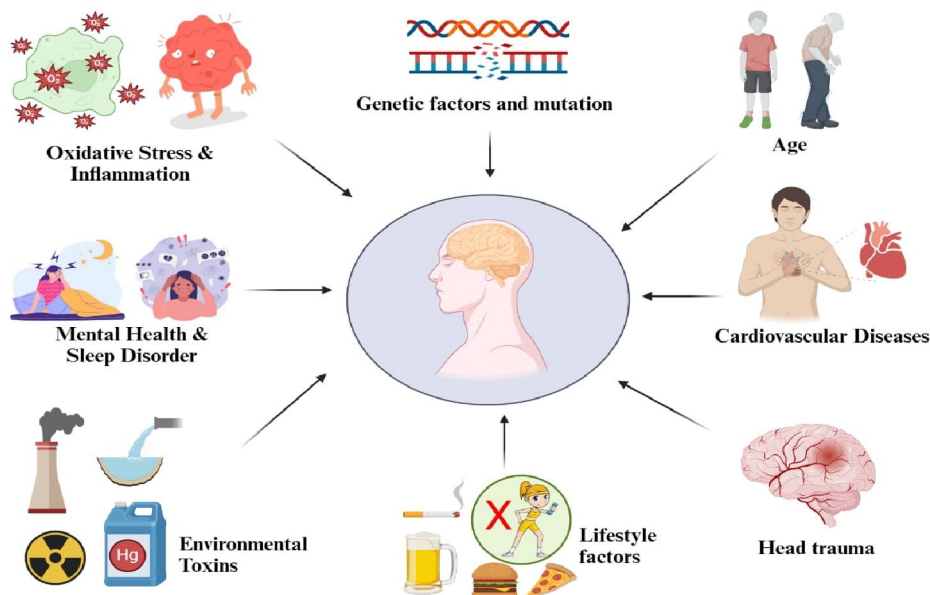 Genetic factors and mutation
Oxidative Stress &
Inflammation
Age
Mental Health &
Sleep Disorder
Cardiovascular Diseases
Environmental
Toxins
Hg
Lifestyle
factors
X
Head trauma
O₂⁻